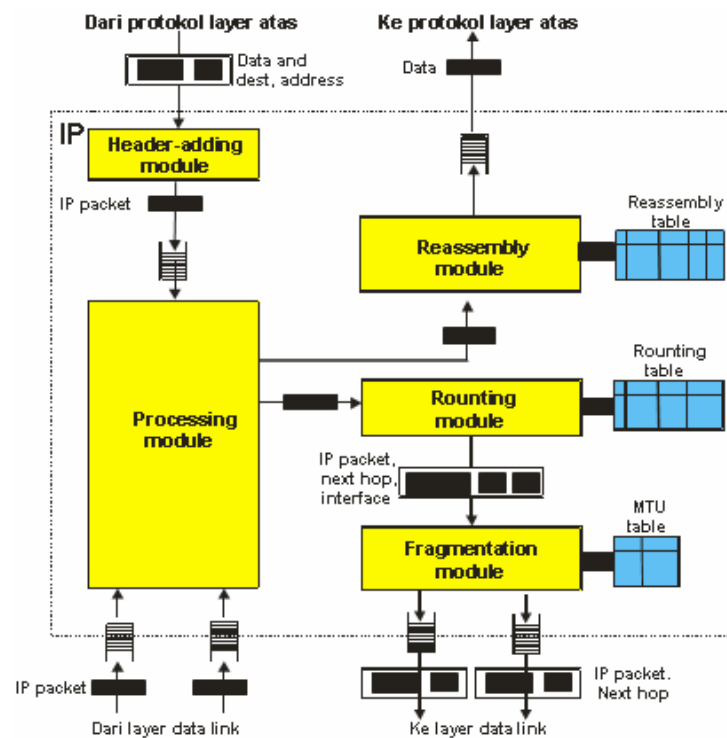 Dari protokol layer atas
Ke protokol layer atas
Data and
dest, address
Data
IP
Header-adding
module
IP packet
Reassembly
table
Reassembly
module
Rounting
table
Processing
module
Rounting
module
IP packet,
next hop,
interface
MTU
table
Fragmentation
module
IP packet
IP packet.
Next hop
Dari layer data link
Ke layer data link